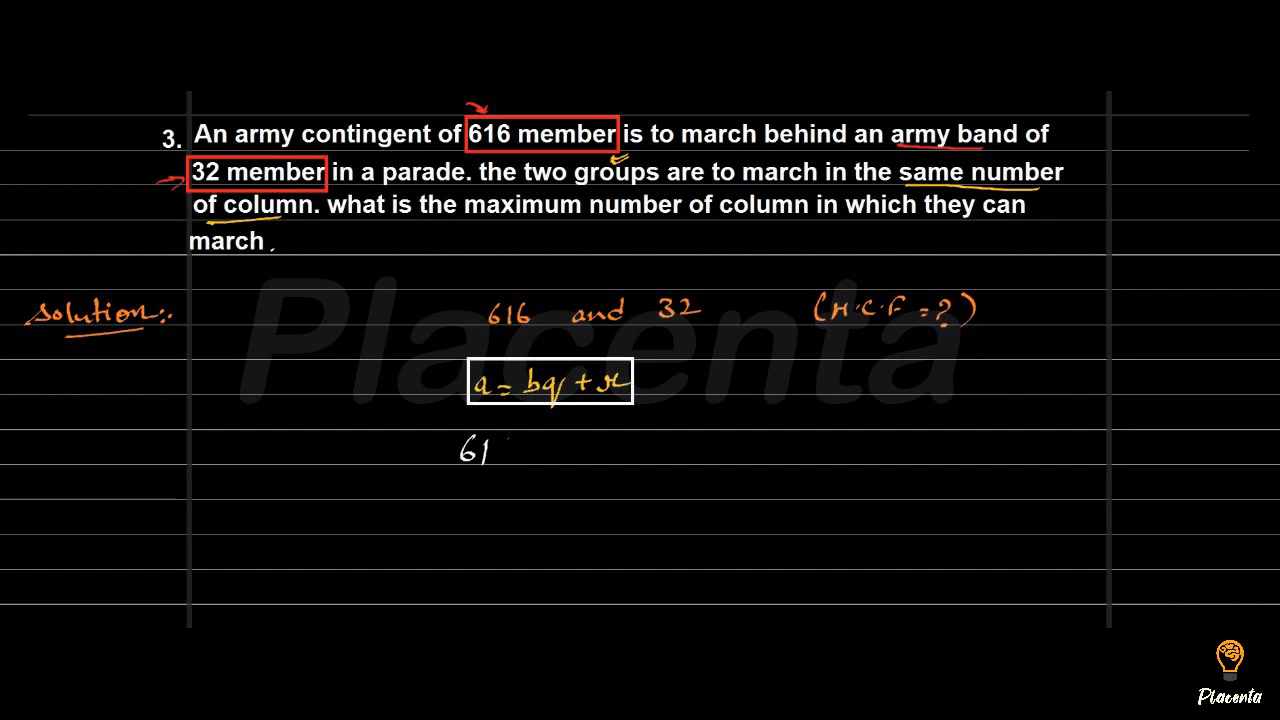 3. An army contingent of 616 member is to march behind an army band of
32 member in a parade. the two groups are to march in the same number
of column. what is the maximum number of column in which they can
march.
Solution:.
616 and 32 (H.C.F = ?)
a = bq + r
61
Placenta
Placenta